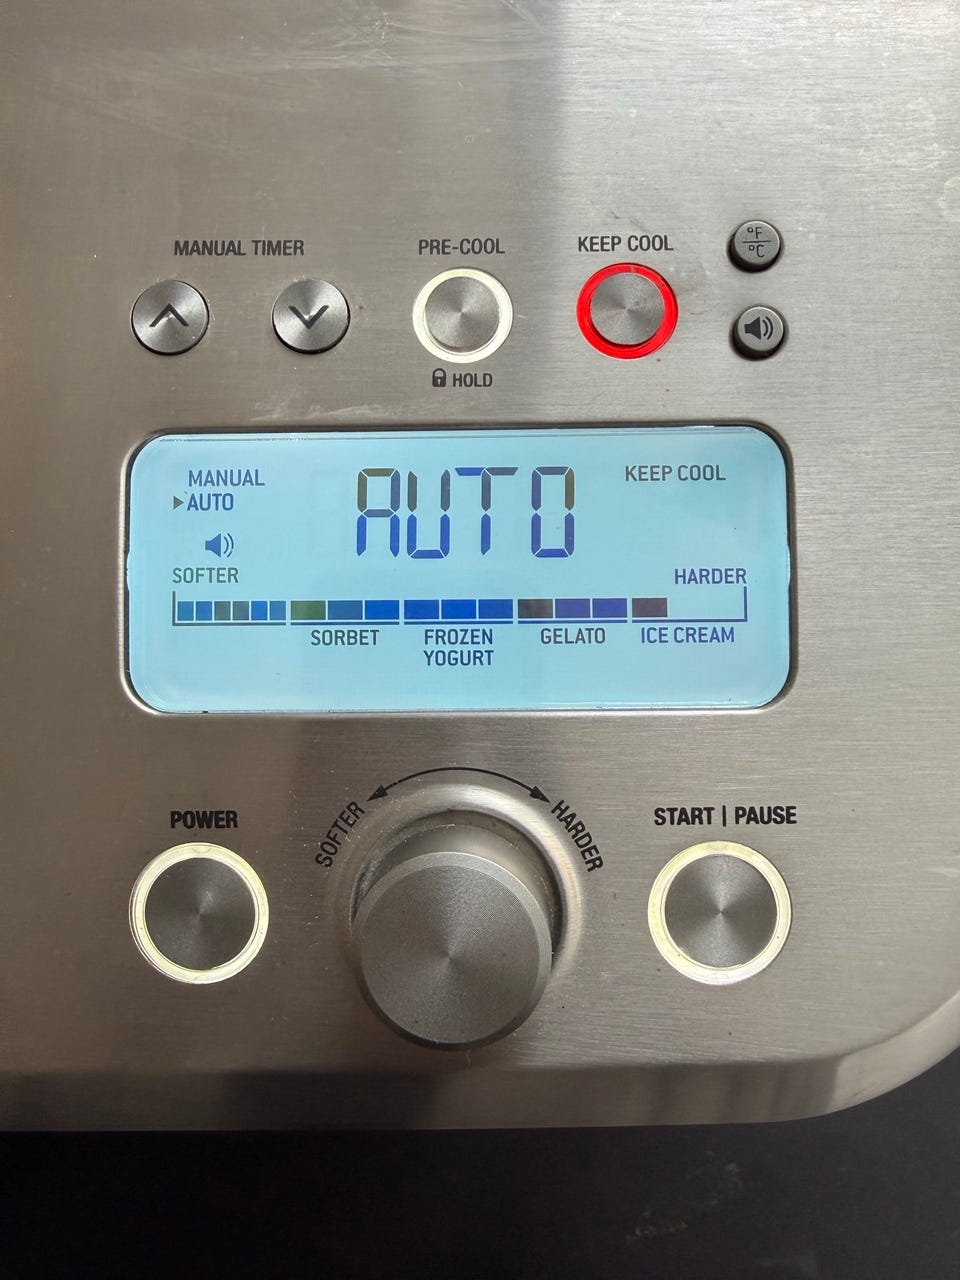 MANUAL TIMER
PRE-COOL
KEEP COOL
°F
°C
HOLD
MANUAL
AUTO
AUTO
KEEP COOL
SOFTER
HARDER
SORBET
FROZEN
YOGURT
GELATO
ICE CREAM
POWER
SOFTER
HARDER
START | PAUSE